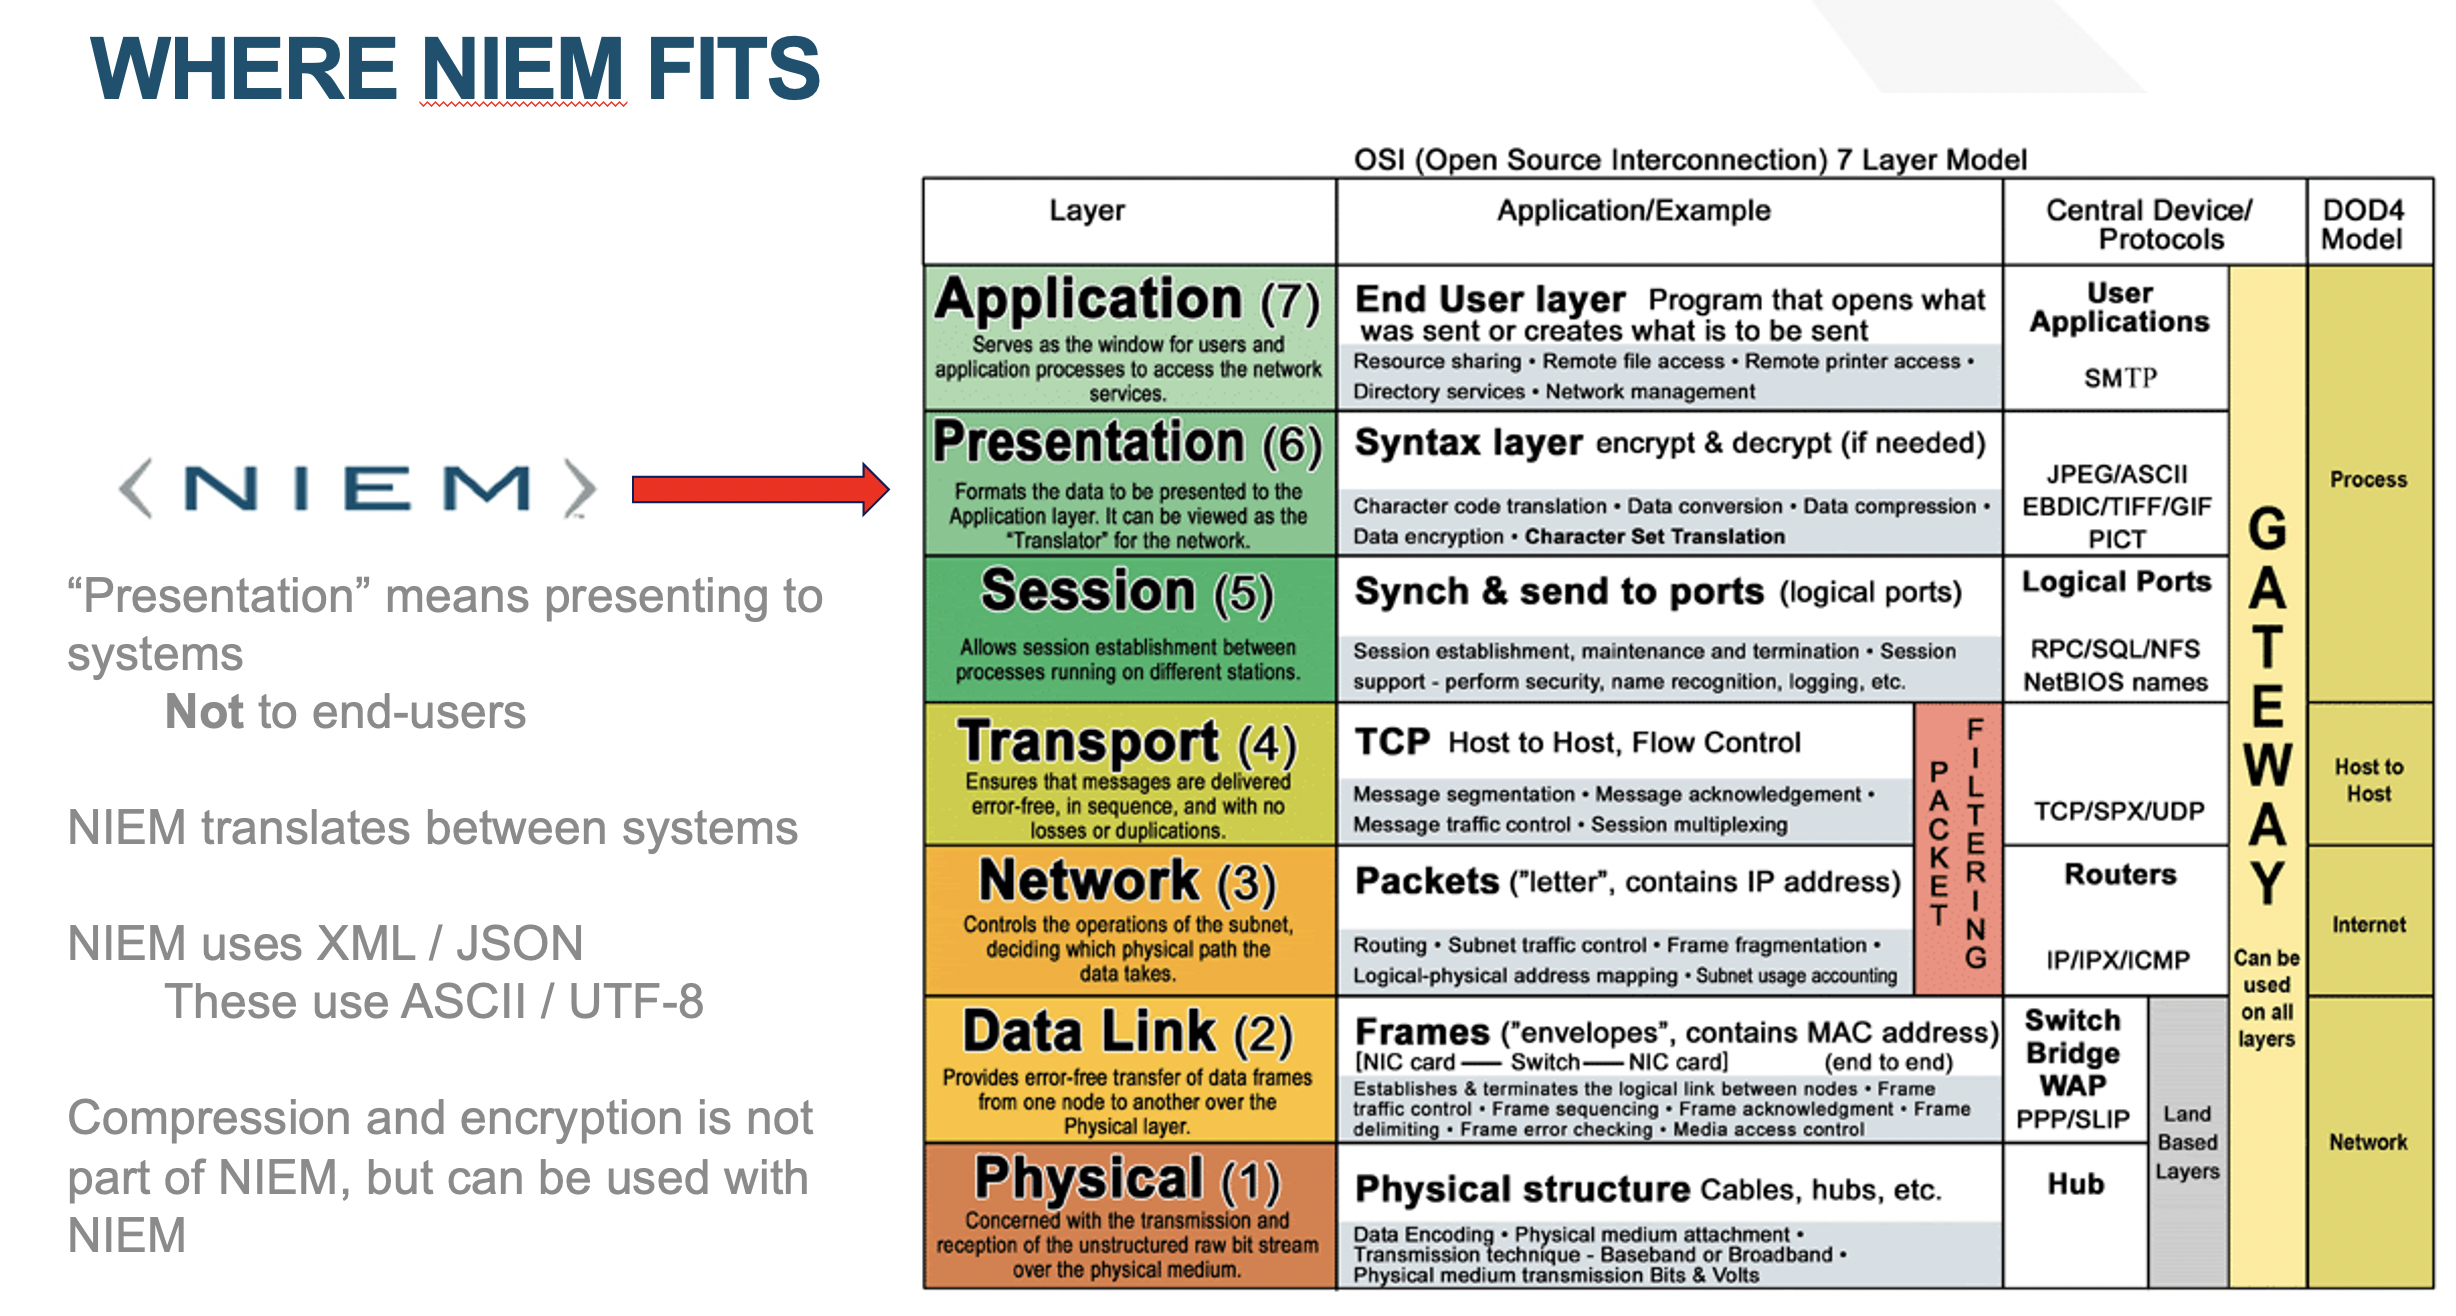 WHERE NIEM FITS
OSI (Open Source Interconnection) 7 Layer Model
Layer
Application/Example
Central Device/
Protocols
DOD4
Model
Application (7)
Serves as the window for users and
application processes to access the network
services.
End User layer Program that opens what
was sent or creates what is to be sent
Resource sharing • Remote file access • Remote printer access •
Directory services • Network management
User
Applications
SMTP
Presentation (6)
Formats the data to be presented to the
Application layer. It can be viewed as the
"Translator" for the network.
Syntax layer encrypt & decrypt (if needed)
Character code translation • Data conversion • Data compression •
Data encryption • Character Set Translation
JPEG/ASCII
EBDIC/TIFF/GIF
PICT
Session (5)
Allows session establishment between
processes running on different stations.
Synch & send to ports (logical ports)
Session establishment, maintenance and termination • Session
support - perform security, name recognition, logging, etc.
Logical Ports
RPC/SQL/NFS
NetBIOS names
Transport (4)
Ensures that messages are delivered
error-free, in sequence, and with no
losses or duplications.
TCP Host to Host, Flow Control
Message segmentation • Message acknowledgement •
Message traffic control • Session multiplexing
TCP/SPX/UDP
Network (3)
Controls the operations of the subnet,
deciding which physical path the
data takes.
Packets ("letter", contains IP address)
Routing • Subnet traffic control • Frame fragmentation •
Logical-physical address mapping • Subnet usage accounting
PACKET
FILTERING
Routers
IP/IPX/ICMP
Data Link (2)
Provides error-free transfer of data frames
from one node to another over the
Physical layer.
Frames ("envelopes", contains MAC address)
[NIC card — Switch — NIC card] (end to end)
Establishes & terminates the logical link between nodes • Frame
traffic control • Frame sequencing • Frame acknowledgment • Frame
delimiting • Frame error checking • Media access control
Switch
Bridge
WAP
PPP/SLIP
Physical (1)
Concerned with the transmission and
reception of the unstructured raw bit stream
over the physical medium.
Physical structure Cables, hubs, etc.
Data Encoding • Physical medium attachment •
Transmission technique - Baseband or Broadband •
Physical medium transmission Bits & Volts
Hub
Land
Based
Layers
GATEWAY
Can be
used
on all
layers
Process
Host to
Host
Internet
Network
<NIEM>™
“Presentation” means presenting to
systems
Not to end-users
NIEM translates between systems
NIEM uses XML / JSON
These use ASCII / UTF-8
Compression and encryption is not
part of NIEM, but can be used with
NIEM